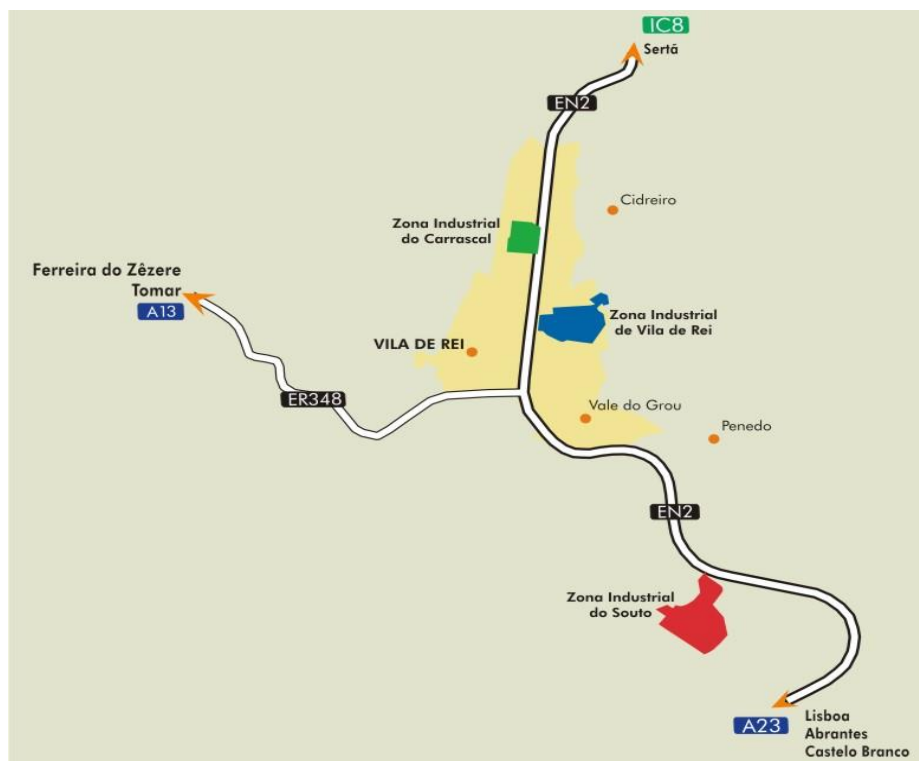 IC8
Sertã
EN2
Cidreiro
Zona Industrial
do Carrascal
Ferreira do Zêzere
Tomar
A13
Zona Industrial
de Vila de Rei
VILA DE REI
ER348
Vale do Grou
Penedo
EN2
Zona Industrial
do Souto
A23
Lisboa
Abrantes
Castelo Branco